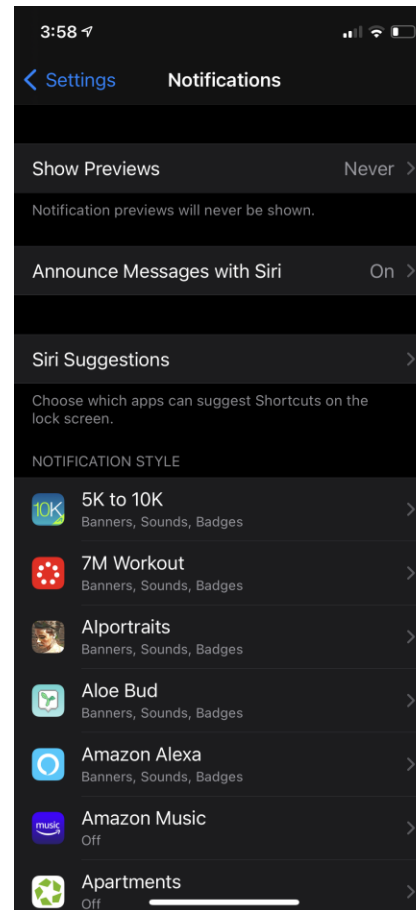 3:58
Settings
Notifications
Show Previews
Never
Notification previews will never be shown.
Announce Messages with Siri
On
Siri Suggestions
Choose which apps can suggest Shortcuts on the
lock screen.
NOTIFICATION STYLE
10K
5K to 10K
Banners, Sounds, Badges
7M Workout
Banners, Sounds, Badges
AIportraits
Banners, Sounds, Badges
Aloe Bud
Banners, Sounds, Badges
Amazon Alexa
Banners, Sounds, Badges
music
Amazon Music
Off
Apartments
Off